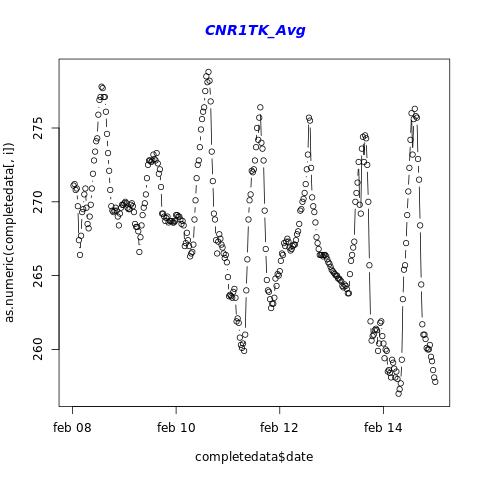 CNR1TK_Avg
as.numeric(completedata[, i])
275
270
265
260
feb 08 feb 10 feb 12 feb 14
completedata$date